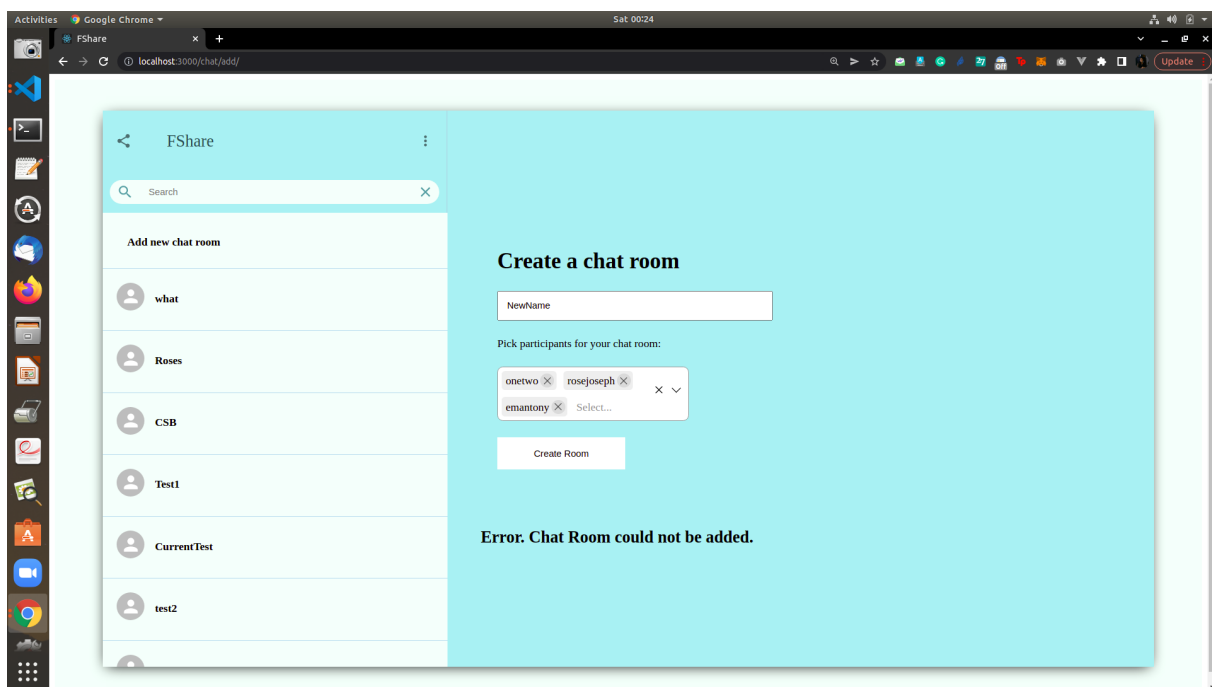 Activities Google Chrome Sat 00:24
FShare
localhost:3000/chat/add/
Update
FShare
Search
Add new chat room
what
Roses
CSB
Test1
CurrentTest
test2
Create a chat room
NewName
Pick participants for your chat room:
onetwo rosejoseph
emantony Select...
Create Room
Error. Chat Room could not be added.